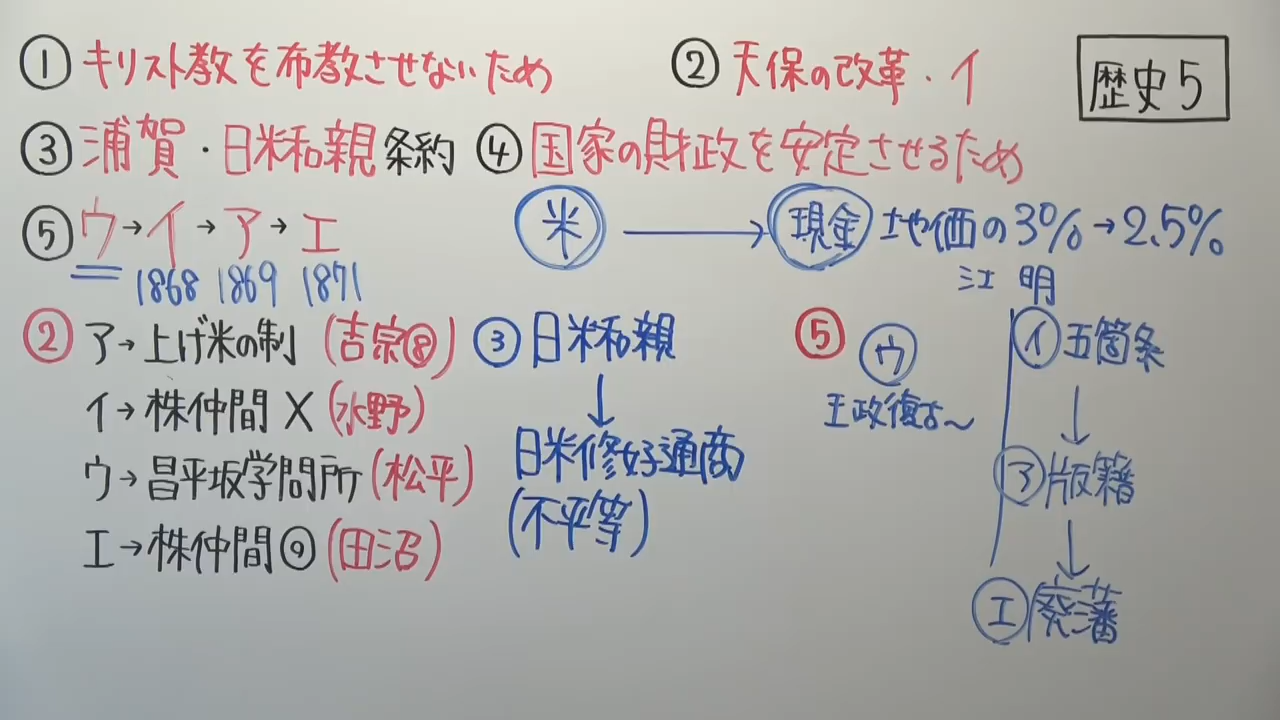 ① キリスト教を布教させないため ② 天保の改革・イ 歴史5
③ 浦賀・日米和親条約 ④ 国家の財政を安定させるため
⑤ ウ→イ→ア→エ 米 → 現金 地価の3%→2.5%
1868 1869 1871 江 明
② ア→上げ米の制 (吉宗⑧)
イ→株仲間 X (水野)
ウ→昌平坂学問所 (松平)
エ→株仲間 (田沼)
③ 日米和親
↓
日米修好通商
(不平等)
⑤ ウ
王政復古〜
イ 五箇条
↓
ア 版籍
↓
エ 廃藩